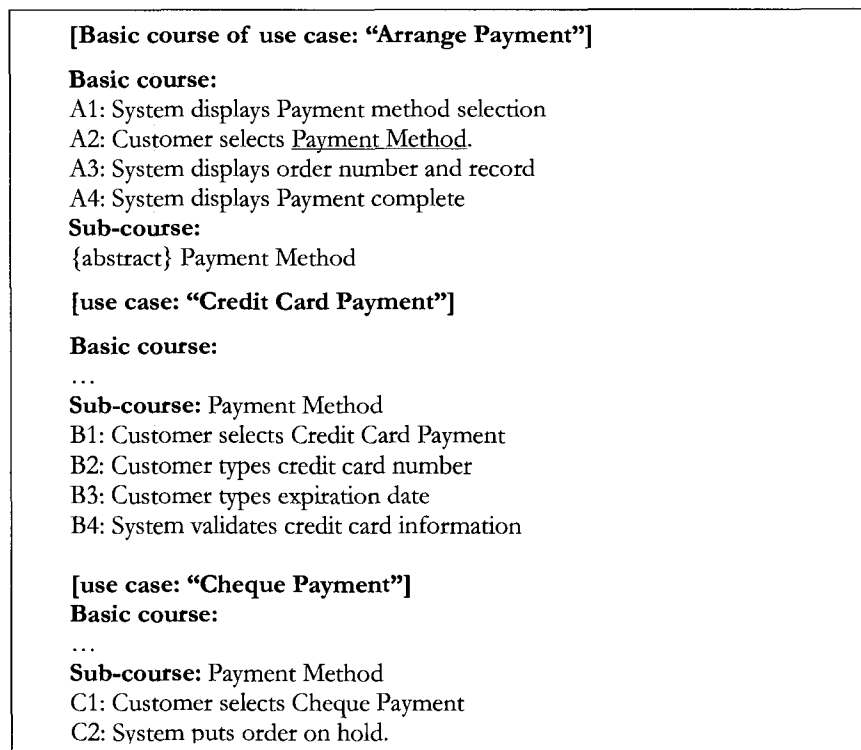 [Basic course of use case: “Arrange Payment”]
Basic course:
A1: System displays Payment method selection
A2: Customer selects Payment Method.
A3: System displays order number and record
A4: System displays Payment complete
Sub-course:
{abstract} Payment Method
[use case: “Credit Card Payment”]
Basic course:
…
Sub-course: Payment Method
B1: Customer selects Credit Card Payment
B2: Customer types credit card number
B3: Customer types expiration date
B4: System validates credit card information
[use case: “Cheque Payment”]
Basic course:
…
Sub-course: Payment Method
C1: Customer selects Cheque Payment
C2: System puts order on hold.